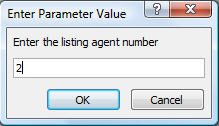 Enter Parameter Value
Enter the listing agent number
2
OK Cancel